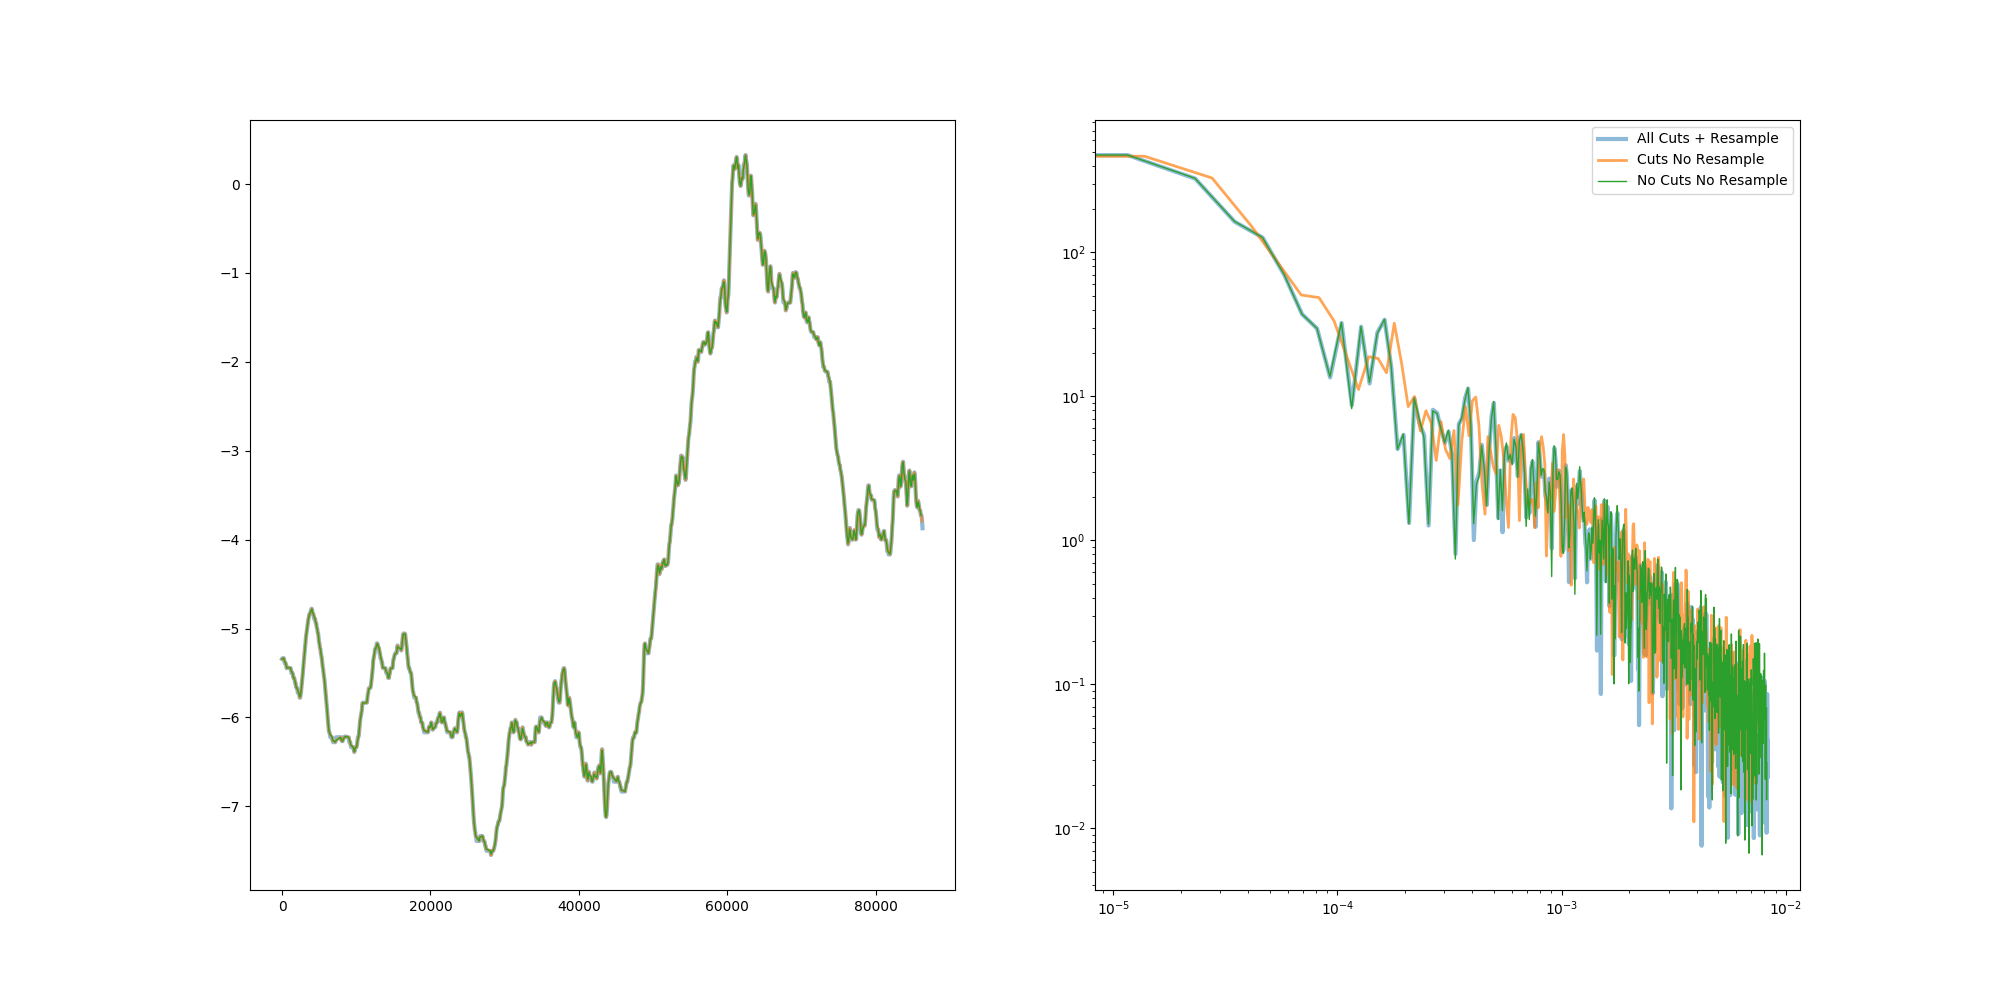 0
−1
−2
−3
−4
−5
−6
−7
0 20000 40000 60000 80000
All Cuts + Resample
Cuts No Resample
No Cuts No Resample
10²
10¹
10⁰
10⁻¹
10⁻²
10⁻⁵ 10⁻⁴ 10⁻³ 10⁻²